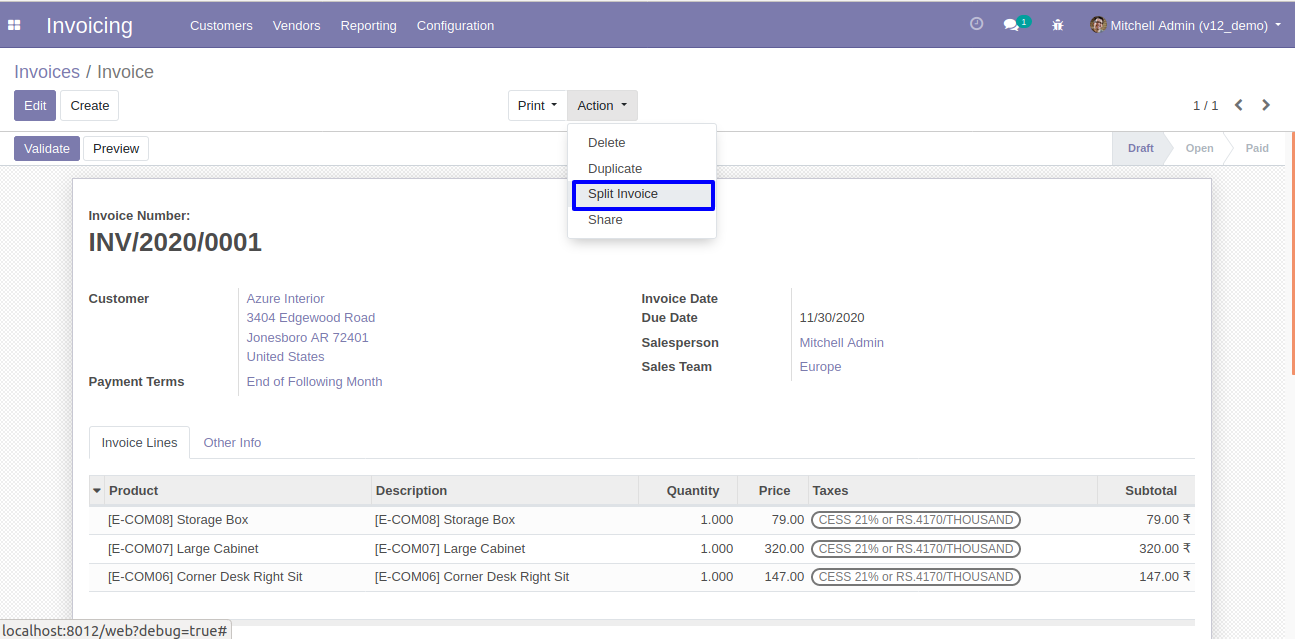 Invoicing Customers Vendors Reporting Configuration 1 Mitchell Admin (v12_demo)
Invoices / Invoice
Edit Create Print Action 1 / 1
Delete
Validate Preview Draft Open Paid
Duplicate
Split Invoice
Share
Invoice Number:
INV/2020/0001
Customer Azure Interior Invoice Date
3404 Edgewood Road Due Date 11/30/2020
Jonesboro AR 72401 Salesperson Mitchell Admin
United States Sales Team Europe
Payment Terms End of Following Month
Invoice Lines Other Info
Product Description Quantity Price Taxes Subtotal
[E-COM08] Storage Box [E-COM08] Storage Box 1.000 79.00 CESS 21% or RS.4170/THOUSAND 79.00 ₹
[E-COM07] Large Cabinet [E-COM07] Large Cabinet 1.000 320.00 CESS 21% or RS.4170/THOUSAND 320.00 ₹
[E-COM06] Corner Desk Right Sit [E-COM06] Corner Desk Right Sit 1.000 147.00 CESS 21% or RS.4170/THOUSAND 147.00 ₹
localhost:8012/web?debug=true#